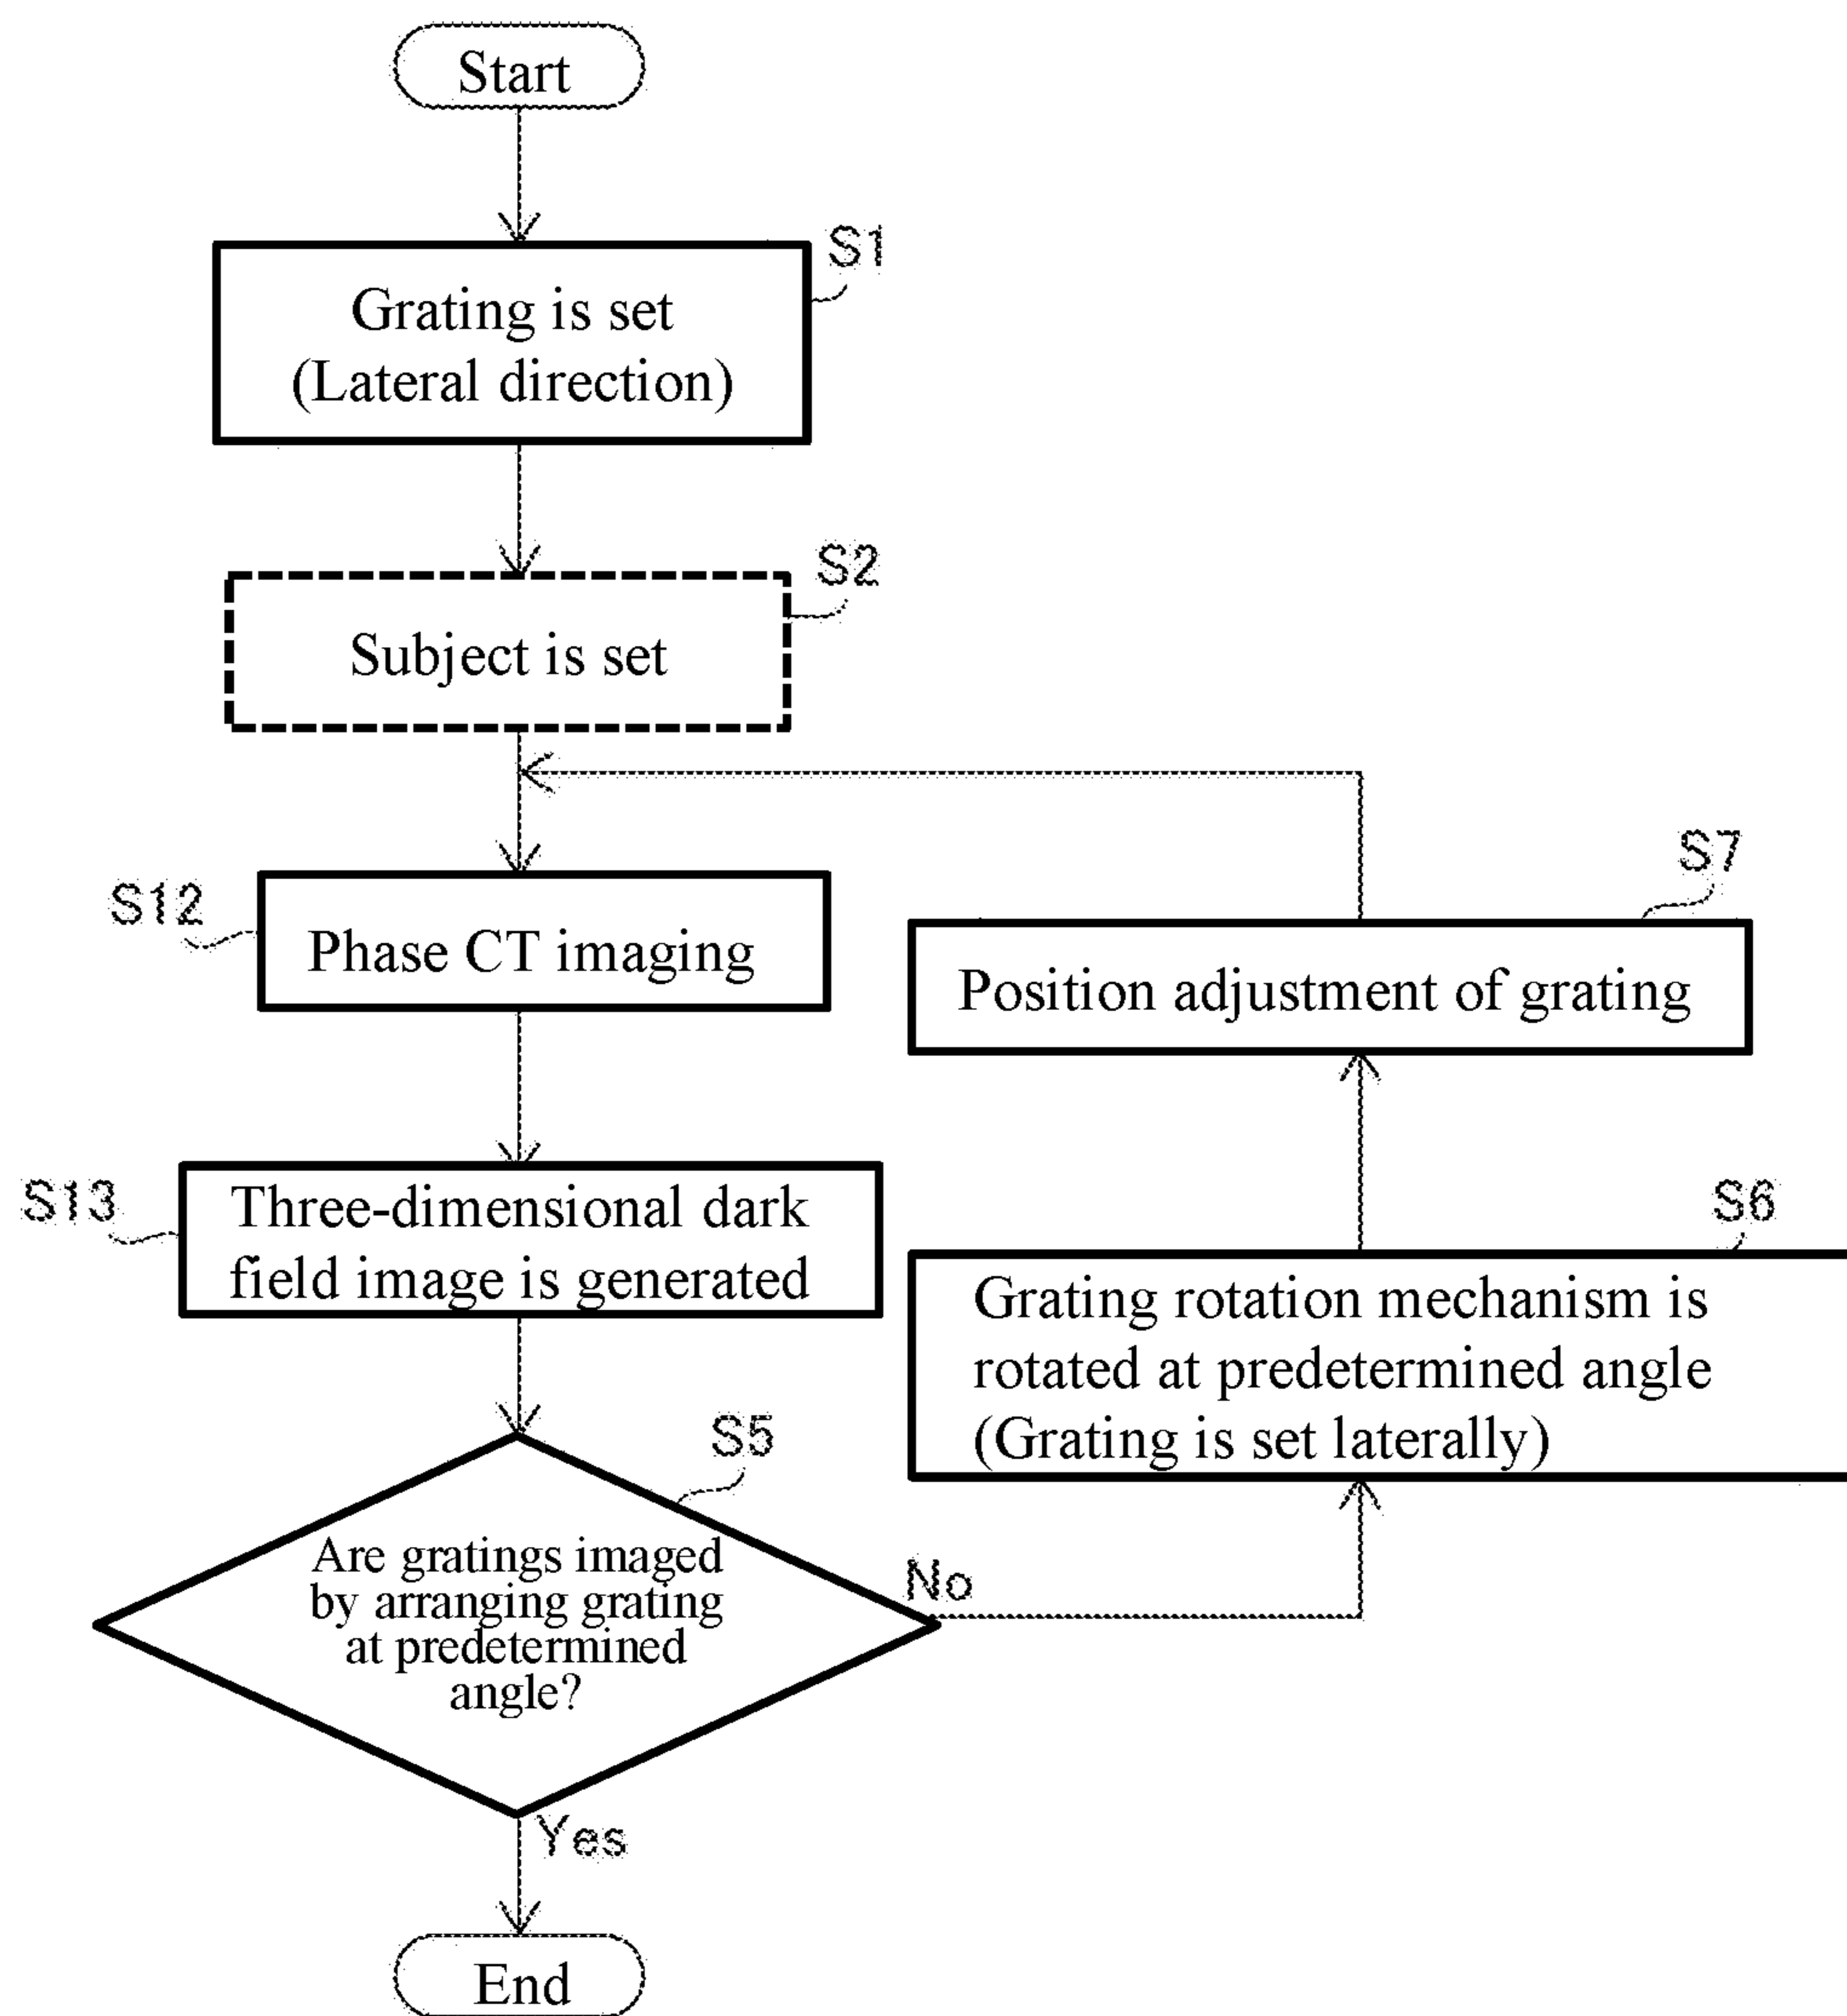 Start
S1
Grating is set
(Lateral direction)
S2
Subject is set
S12
Phase CT imaging
S7
Position adjustment of grating
S13
Three-dimensional dark
field image is generated
S6
Grating rotation mechanism is
rotated at predetermined angle
(Grating is set laterally)
S5
Are gratings imaged
by arranging grating
at predetermined
angle?
No
Yes
End